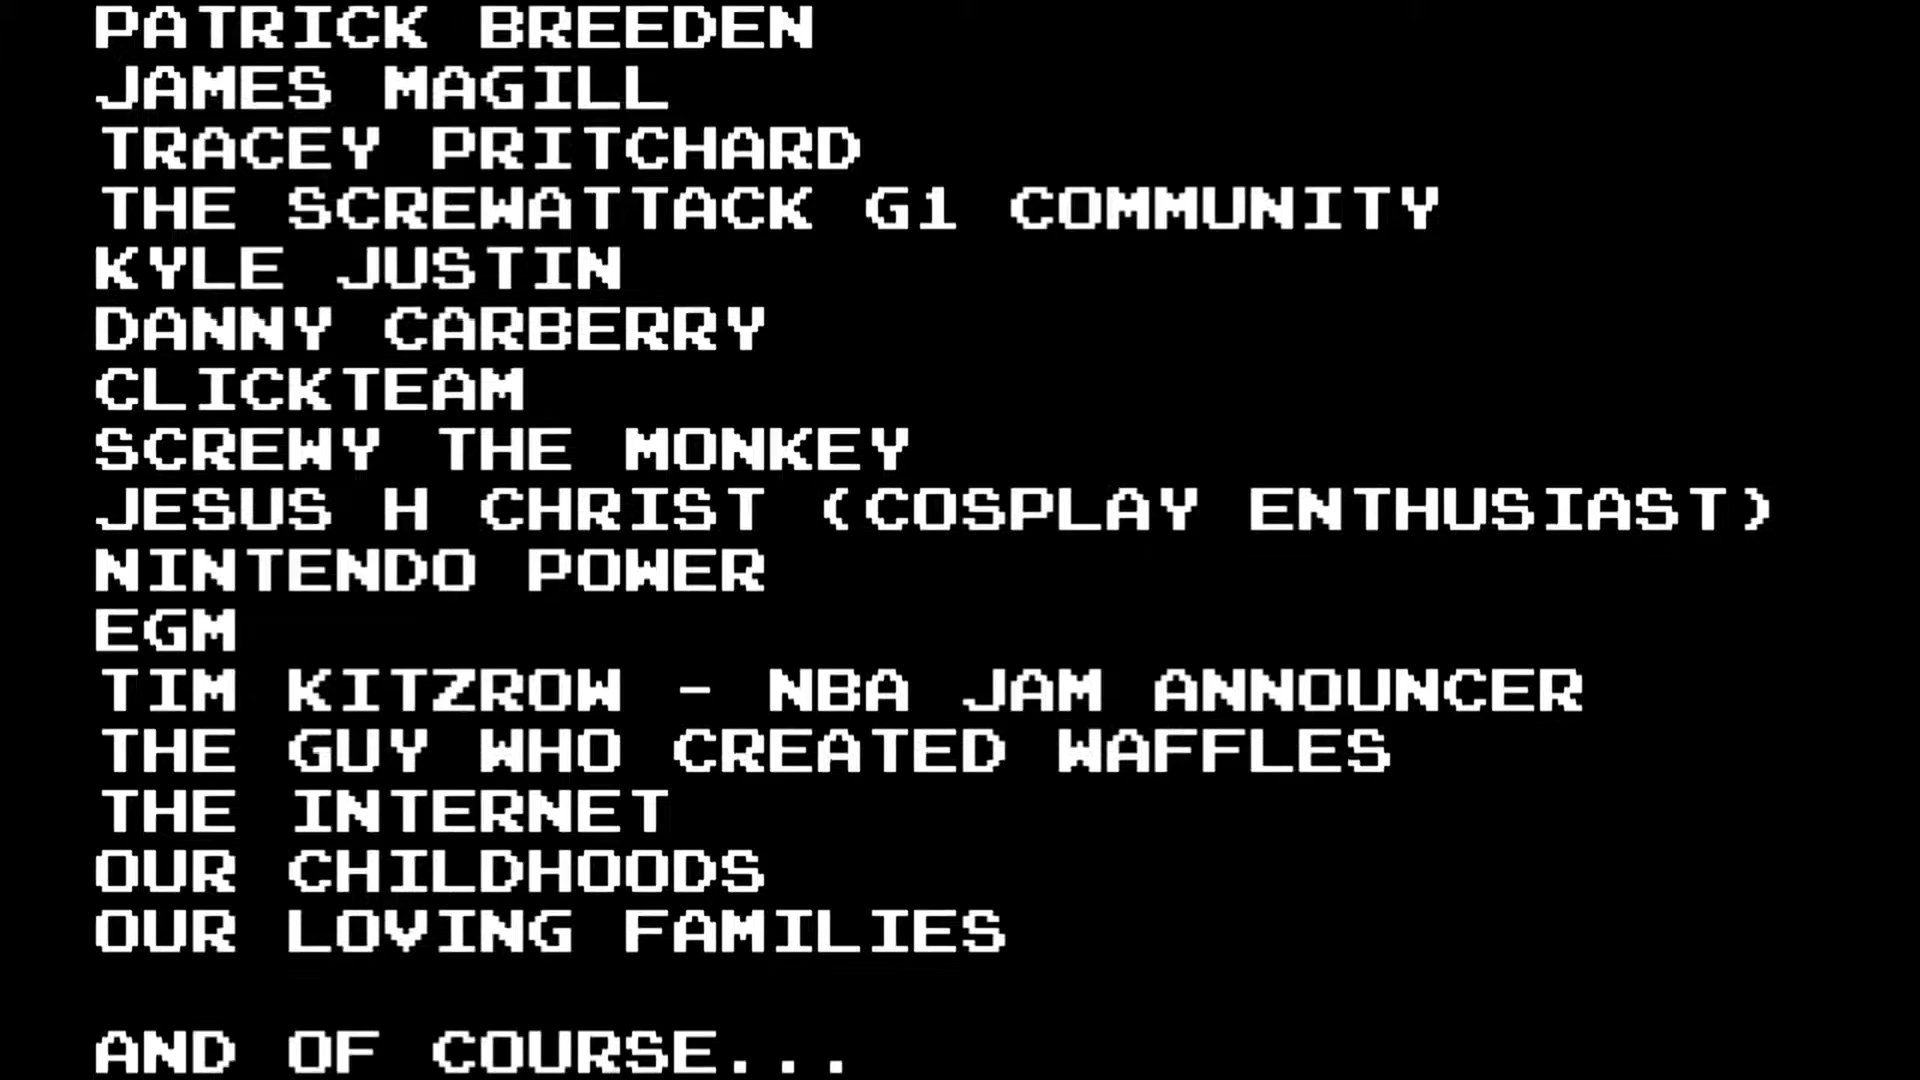 PATRICK BREEDEN
JAMES MAGILL
TRACEY PRITCHARD
THE SCREWATTACK G1 COMMUNITY
KYLE JUSTIN
DANNY CARBERRY
CLICKTEAM
SCREWY THE MONKEY
JESUS H CHRIST (COSPLAY ENTHUSIAST)
NINTENDO POWER
EGM
TIM KITZROW - NBA JAM ANNOUNCER
THE GUY WHO CREATED WAFFLES
THE INTERNET
OUR CHILDHOODS
OUR LOVING FAMILIES
AND OF COURSE...